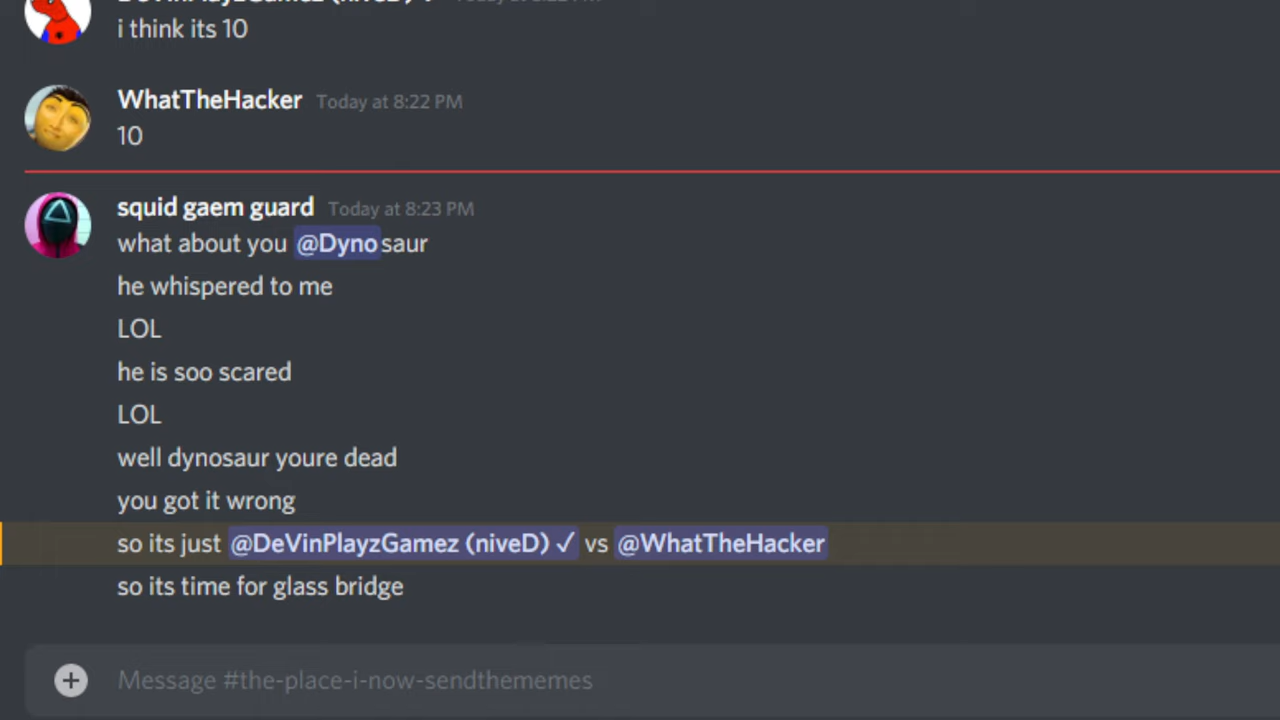 i think its 10
WhatTheHacker Today at 8:22 PM
10
squid gaem guard Today at 8:23 PM
what about you @Dynosaur
he whispered to me
LOL
he is soo scared
LOL
well dynosaur youre dead
you got it wrong
so its just @DeVinPlayzGamez (niveD) ✓ vs @WhatTheHacker
so its time for glass bridge
Message #the-place-i-now-sendthememes